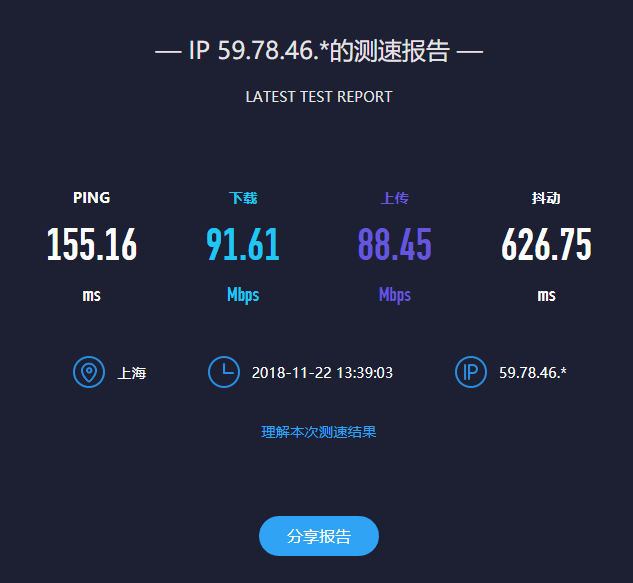 — IP 59.78.46.*的测速报告 —
LATEST TEST REPORT
PING 下载 上传 抖动
155.16 91.61 88.45 626.75
ms Mbps Mbps ms
上海 2018-11-22 13:39:03 IP 59.78.46.*
理解本次测速结果
分享报告